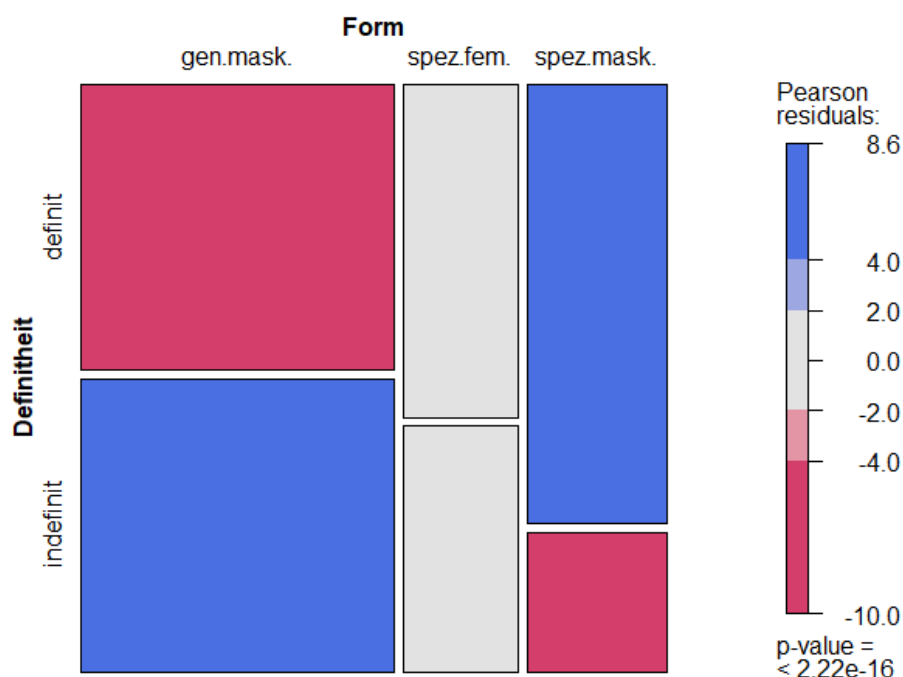 Form
gen.mask. spez.fem. spez.mask.
Definitheit
definit
indefinit
Pearson
residuals:
8.6
4.0
2.0
0.0
-2.0
-4.0
-10.0
p-value =
< 2.22e-16